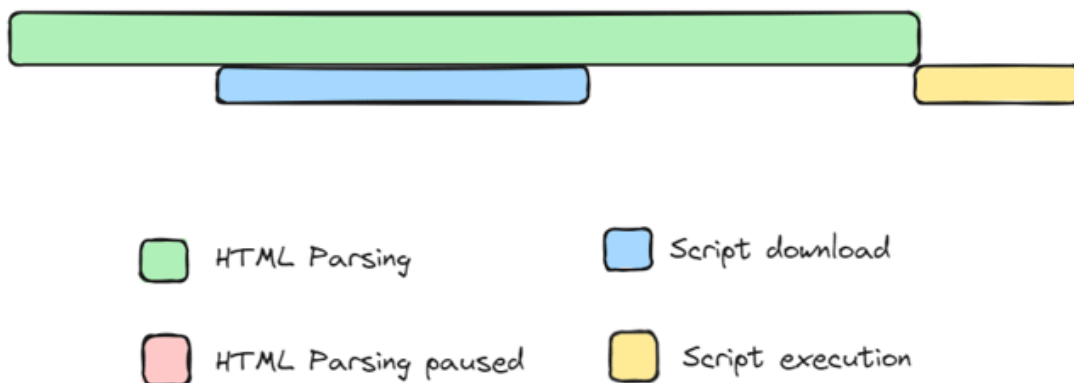 HTML Parsing
Script download
HTML Parsing paused
Script execution